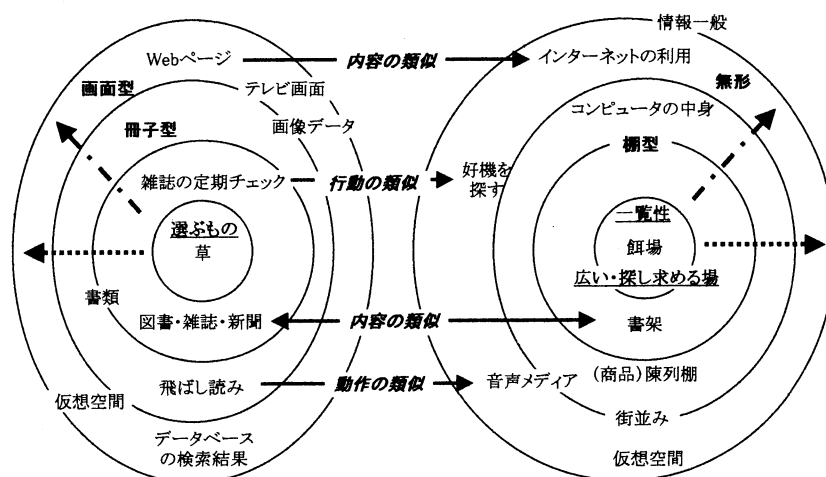 情報一般
Webページ
内容の類似
インターネットの利用
画面型
テレビ画面
無形
コンピュータの中身
冊子型
画像データ
棚型
雑誌の定期チェック
行動の類似
好機を
探す
選ぶもの
草
一覧性
餌場
広い・探し求める場
書類
図書・雑誌・新聞
内容の類似
書架
飛ばし読み
動作の類似
音声メディア
(商品)陳列棚
仮想空間
街並み
データベース
の検索結果
仮想空間